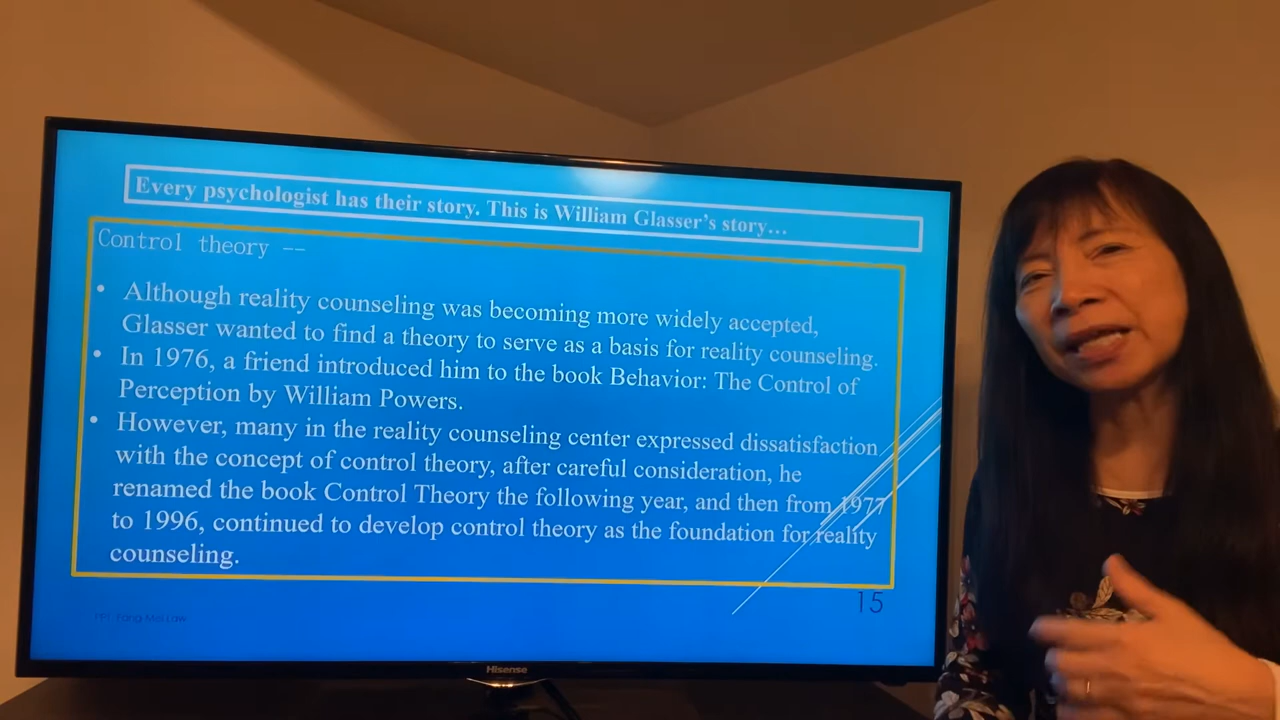 Every psychologist has their story. This is William Glasser's story…
Control theory --
• Although reality counseling was becoming more widely accepted,
Glasser wanted to find a theory to serve as a basis for reality counseling.
• In 1976, a friend introduced him to the book Behavior: The Control of
Perception by William Powers.
• However, many in the reality counseling center expressed dissatisfaction
with the concept of control theory, after careful consideration, he
renamed the book Control Theory the following year, and then from 1977
to 1996, continued to develop control theory as the foundation for reality
counseling.
15
Law
Hisense